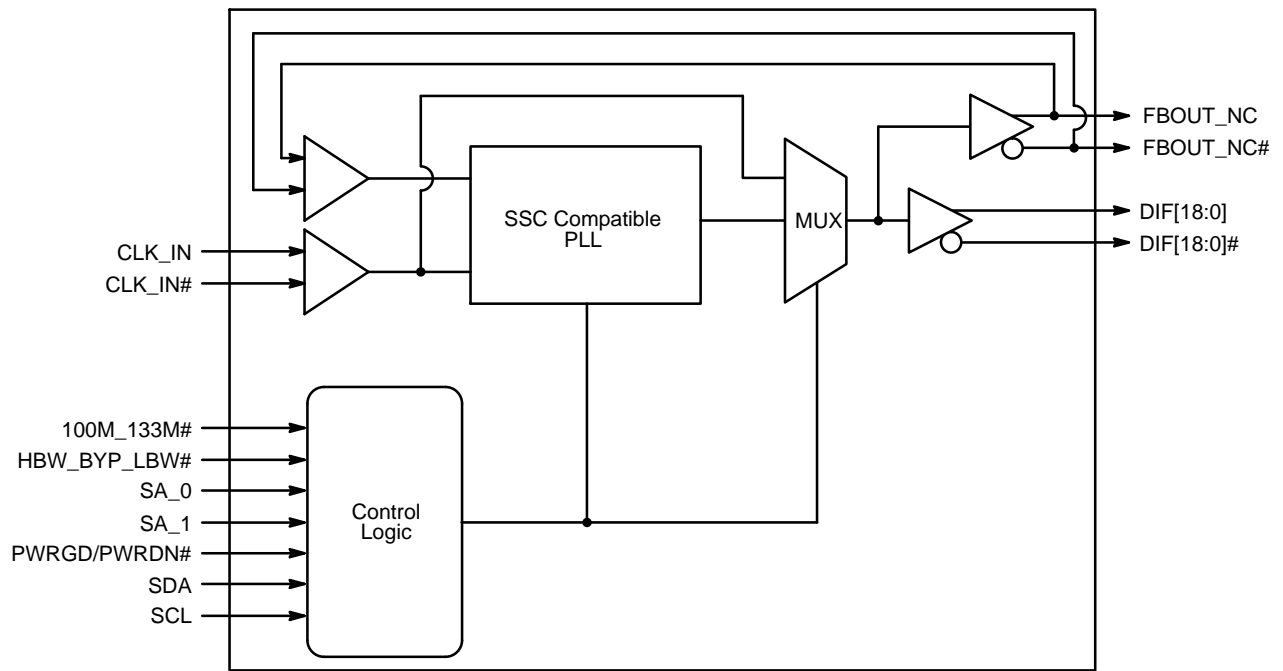 FBOUT_NC
FBOUT_NC#
SSC Compatible
PLL
MUX
DIF[18:0]
DIF[18:0]#
CLK_IN
CLK_IN#
100M_133M#
HBW_BYP_LBW#
SA_0
SA_1
PWRGD/PWRDN#
SDA
SCL
Control
Logic